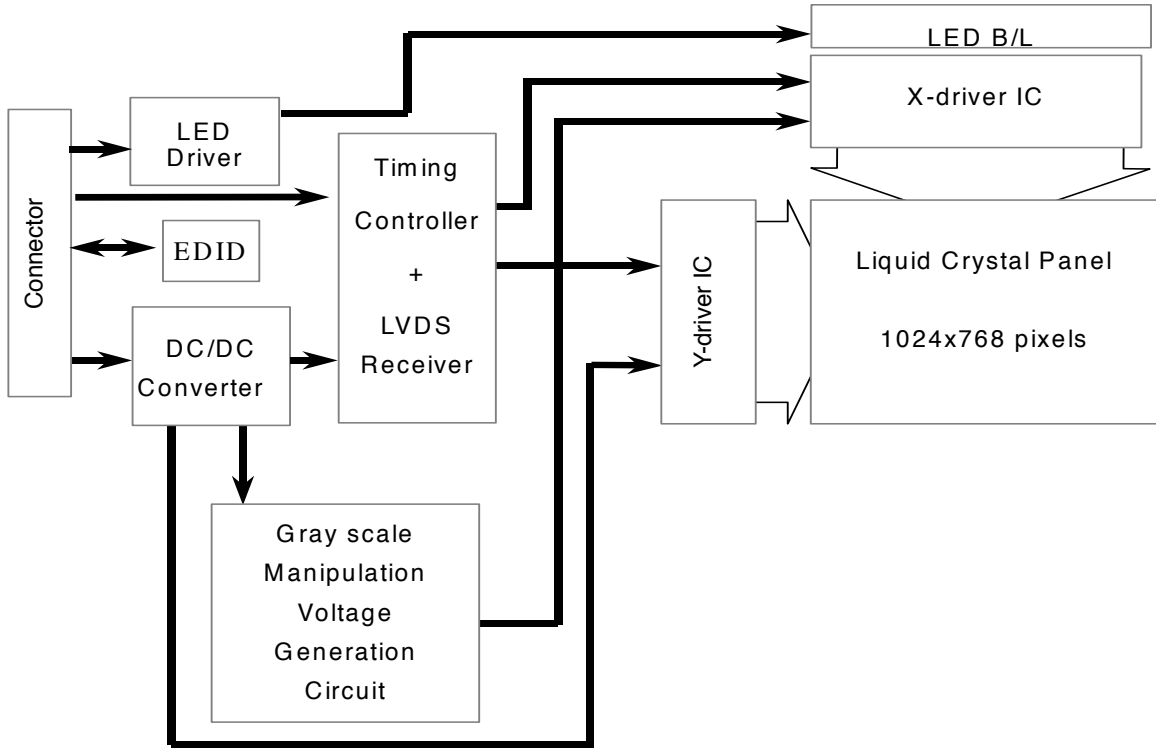 LED B/L
X-driver IC
Connector
LED
Driver
Timing
Controller
+
LVDS
Receiver
EDID
DC/DC
Converter
Y-driver IC
Liquid Crystal Panel
1024x768 pixels
Gray scale
Manipulation
Voltage
Generation
Circuit